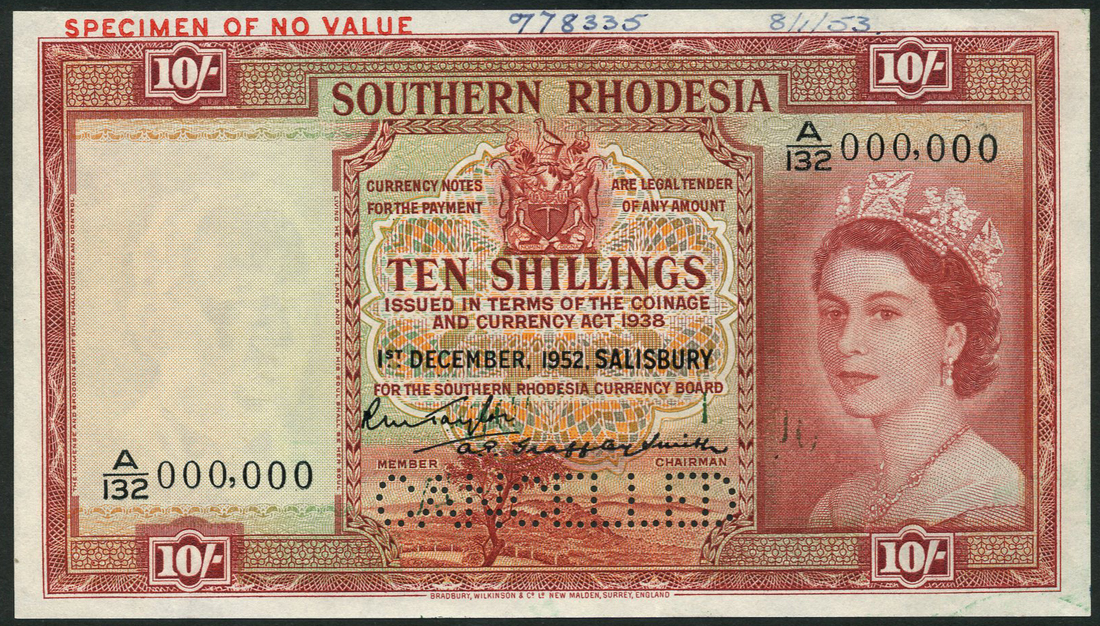 SPECIMEN OF NO VALUE 778335 8/1/53.
10/- 10/-
SOUTHERN RHODESIA
A/132 000,000
CURRENCY NOTES ARE LEGAL TENDER
FOR THE PAYMENT OF ANY AMOUNT
TEN SHILLINGS
ISSUED IN TERMS OF THE COINAGE
AND CURRENCY ACT 1938
1ST DECEMBER, 1952, SALISBURY
FOR THE SOUTHERN RHODESIA CURRENCY BOARD
MEMBER CHAIRMAN
A/132 000,000
CANCELLED
10/- 10/-
BRADBURY, WILKINSON & Co Ld NEW MALDEN, SURREY, ENGLAND